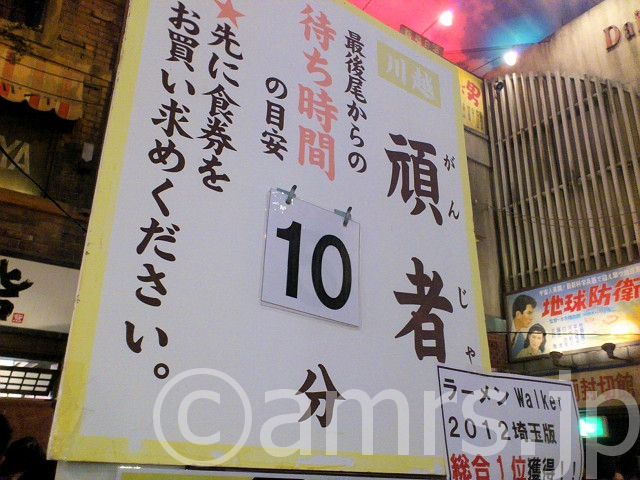 川越
頑者
がんじゃ
最後尾からの
待ち時間
の目安
10
分
★先に食券を
お買い求めください。
ラーメンWalker
2012埼玉版
総合1位獲得!
地球防衛
男
Da
©amrs.jp